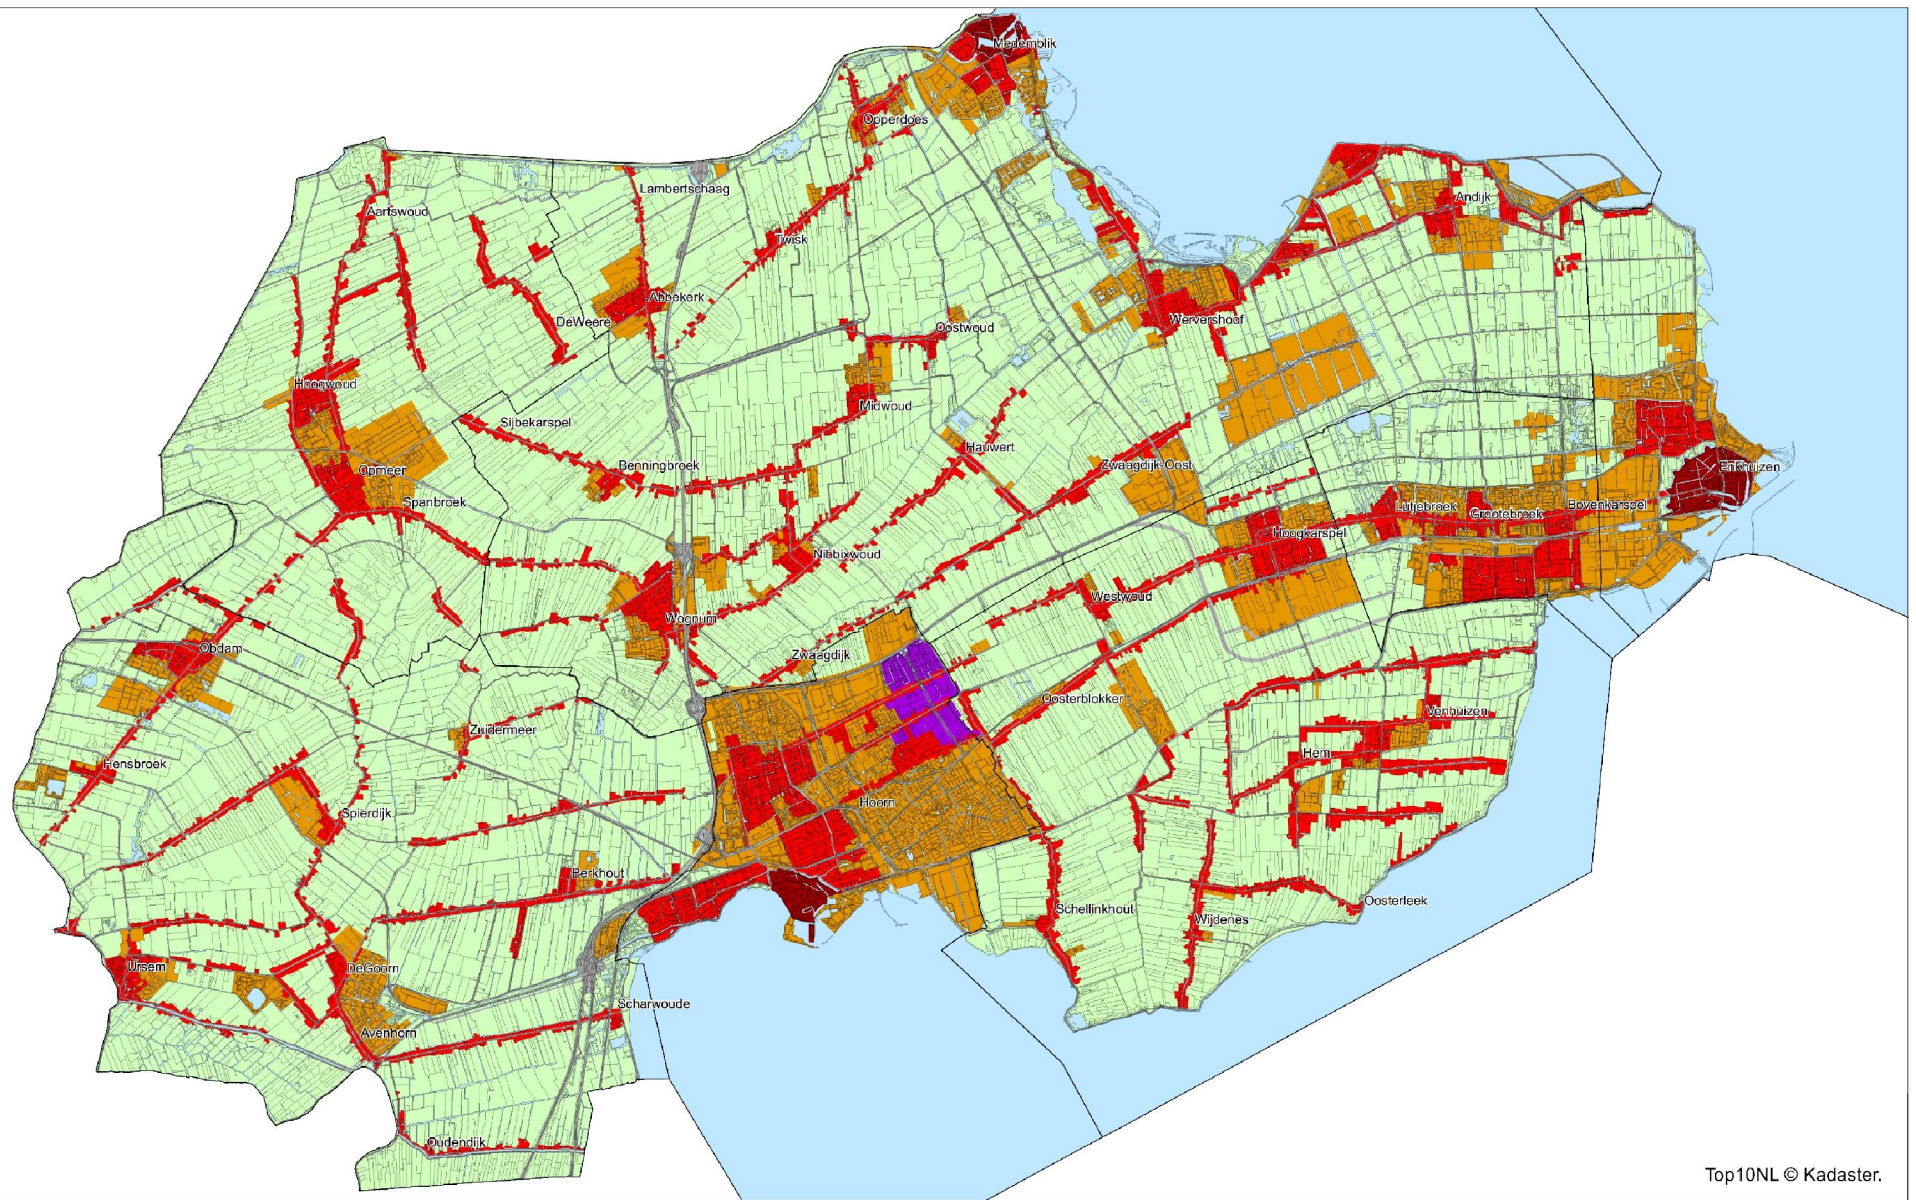 Medemblik
Opperdoes
Lambertschaag
Andijk
Aartswoud
Twisk
Abbekerk
DeWeere
Wervershoof
Oostwoud
Hoogwoud
Midwoud
Sijbekarspel
Hauwert
Benningbroek
Zwaagdijk-Oost
Enkhuizen
Opmeer
Spanbroek
Lutjebroek
Grootebroek
Bovenkarspel
Hoogkarspel
Nibbixwoud
Westwoud
Wognum
Obdam
Zwaagdijk
Oosterblokker
Venhuizen
Zuidermeer
Hem
Hensbroek
Hoorn
Spierdijk
Berkhout
Oosterleek
Schellinkhout
Wijdenes
Ursem
DeGoorn
Scharwoude
Avenhorn
Oudendijk
Top10NL © Kadaster.